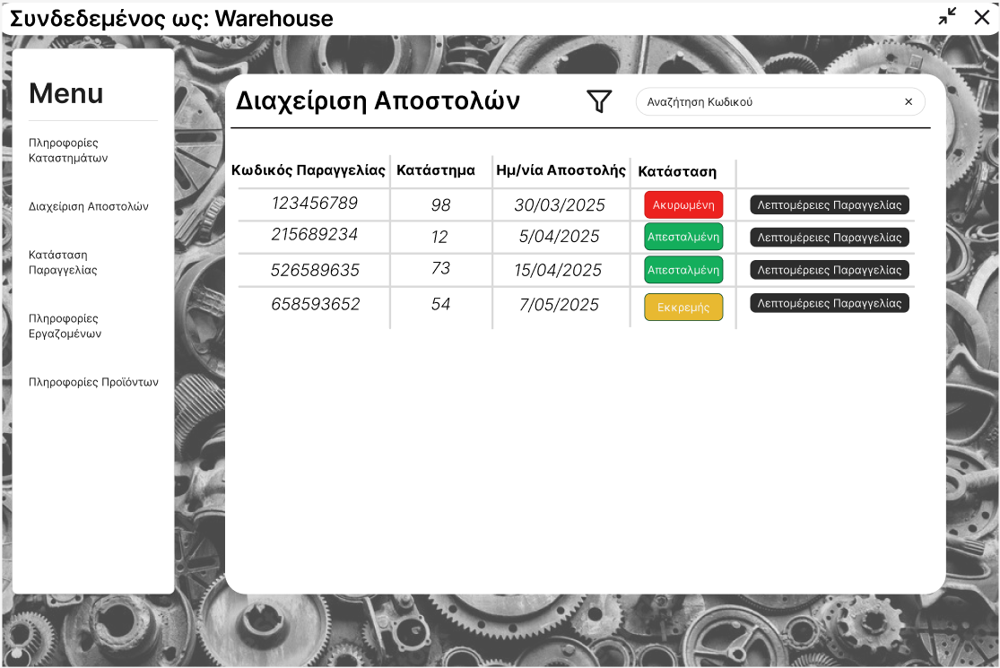 Συνδεδεμένος ως: Warehouse
Menu
Πληροφορίες
Καταστημάτων
Διαχείριση Αποστολών
Κατάσταση
Παραγγελίας
Πληροφορίες
Εργαζομένων
Πληροφορίες Προϊόντων
Διαχείριση Αποστολών
Αναζήτηση Κωδικού
Κωδικός Παραγγελίας Κατάστημα Ημ/νία Αποστολής Κατάσταση
123456789 98 30/03/2025 Ακυρωμένη Λεπτομέρειες Παραγγελίας
215689234 12 5/04/2025 Απεσταλμένη Λεπτομέρειες Παραγγελίας
526589635 73 15/04/2025 Απεσταλμένη Λεπτομέρειες Παραγγελίας
658593652 54 7/05/2025 Εκκρεμής Λεπτομέρειες Παραγγελίας